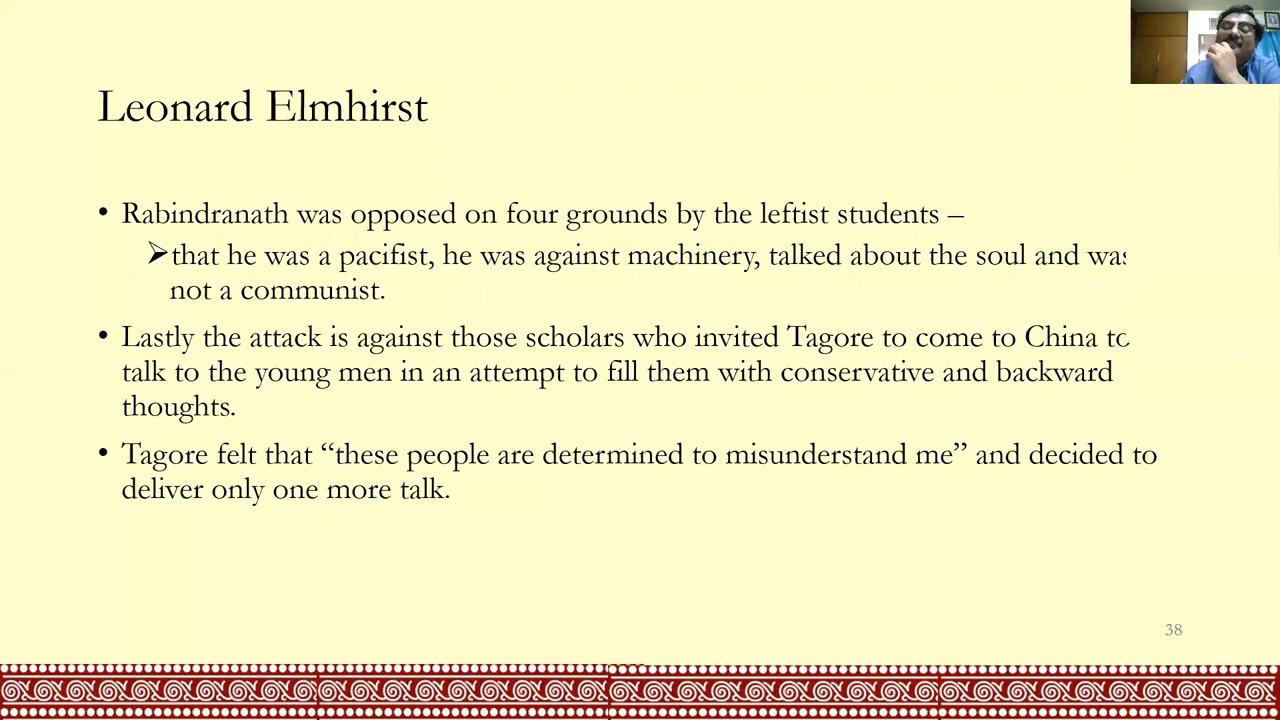 Leonard Elmhirst
• Rabindranath was opposed on four grounds by the leftist students –
➢that he was a pacifist, he was against machinery, talked about the soul and was
not a communist.
• Lastly the attack is against those scholars who invited Tagore to come to China to
talk to the young men in an attempt to fill them with conservative and backward
thoughts.
• Tagore felt that “these people are determined to misunderstand me” and decided to
deliver only one more talk.
38